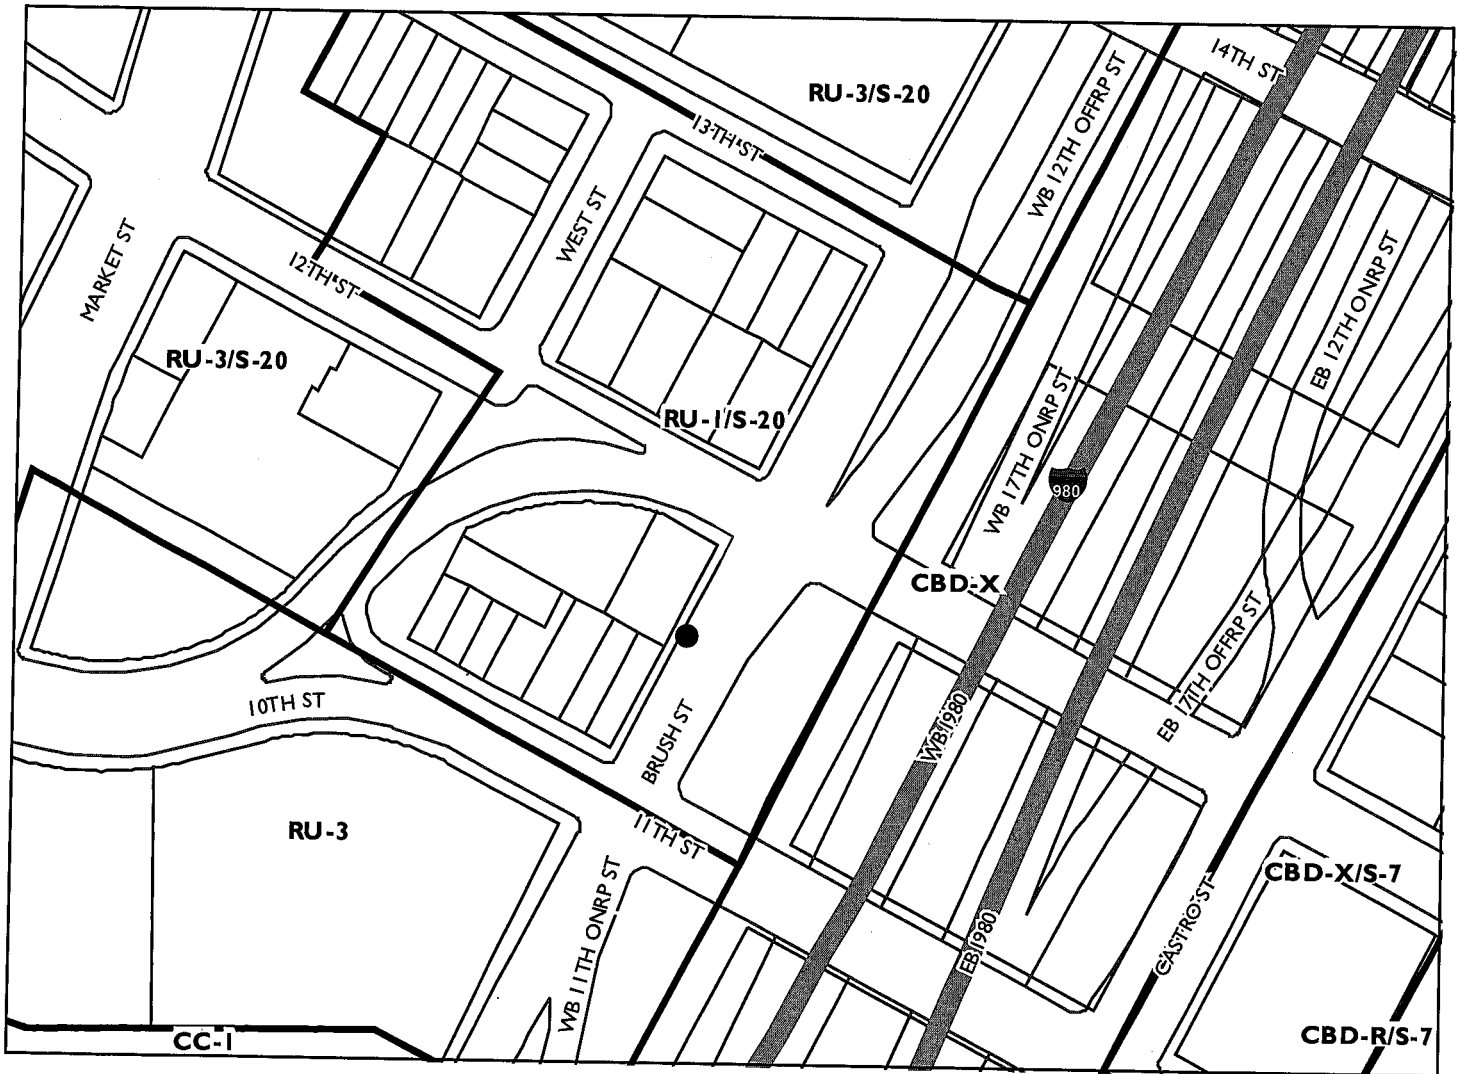 14TH ST
RU-3/S-20
WB 12TH OFFRP ST
13TH ST
WEST ST
MARKET ST
12TH ST
EB 12TH ONRP ST
RU-3/S-20
RU-1/S-20
WB 17TH ONRP ST
980
CBD-X
EB 17TH OFFRP ST
10TH ST
BRUSH ST
WB I980
RU-3
11TH ST
CBD-X/S-7
WB 11TH ONRP ST
CASTRO ST
EB I980
CC-1
CBD-R/S-7